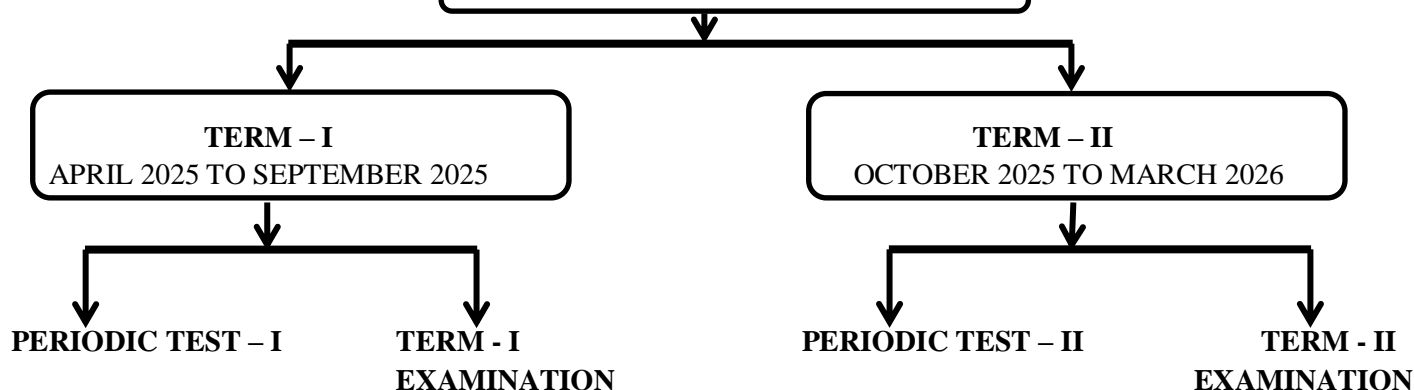 TERM – I
APRIL 2025 TO SEPTEMBER 2025
TERM – II
OCTOBER 2025 TO MARCH 2026
PERIODIC TEST – I
TERM - I
EXAMINATION
PERIODIC TEST – II
TERM - II
EXAMINATION